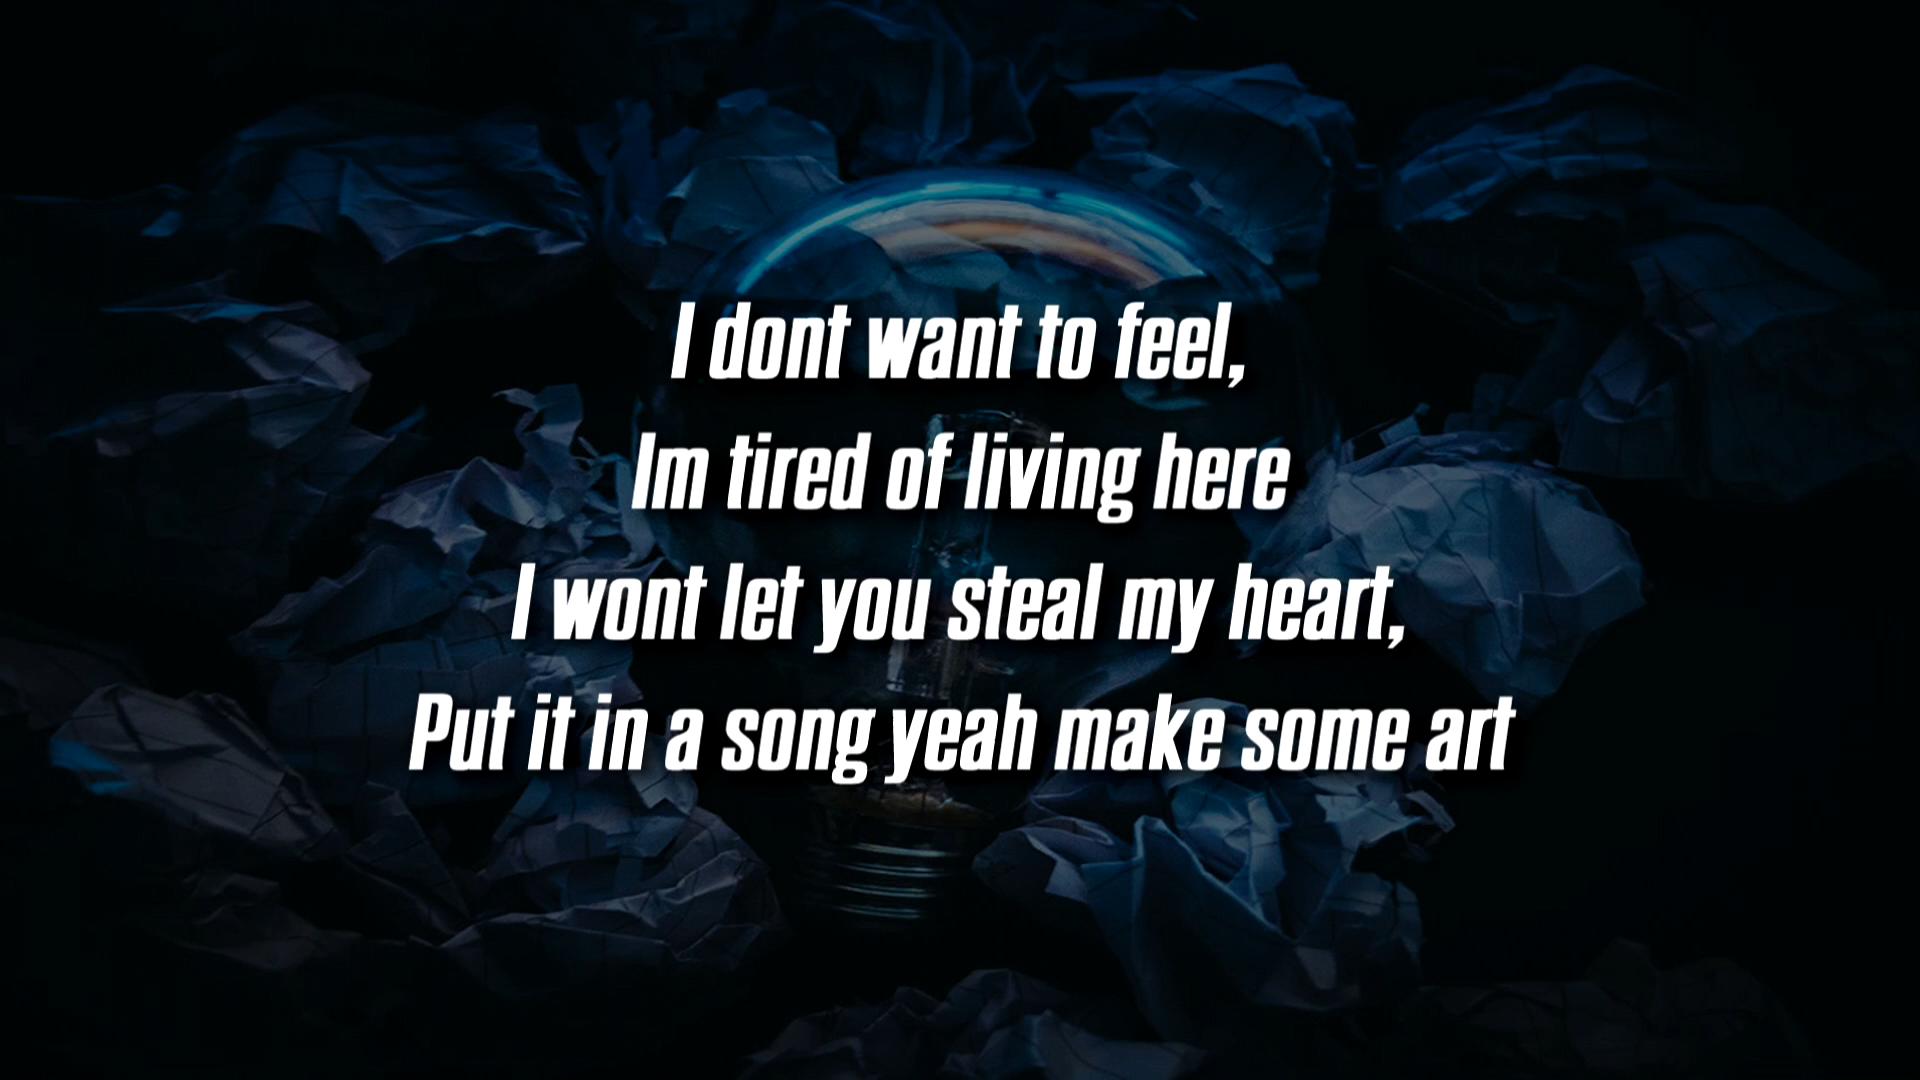 I dont want to feel,
Im tired of living here
I wont let you steal my heart,
Put it in a song yeah make some art